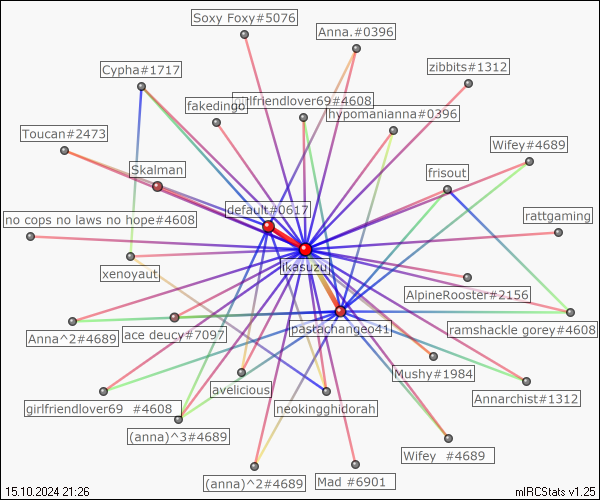 Soxy Foxy#5076
Anna.#0396
zibbits#1312
Cypha#1717
girlfriendlover69#4608
fakedingo
hypomanianna#0396
Toucan#2473
Wifey#4689
Skalman
frisout
default#0617
no cops no laws no hope#4608
rattgaming
ikasuzu
xenoyaut
AlpineRooster#2156
pastachangeo41
ramshackle gorey#4608
Anna^2#4689
ace deucy#7097
Mushy#1984
avelicious
Annarchist#1312
girlfriendlover69 #4608
neokingghidorah
(anna)^3#4689
Wifey #4689
(anna)^2#4689
Mad #6901
15.10.2024 21:26
mIRCStats v1.25